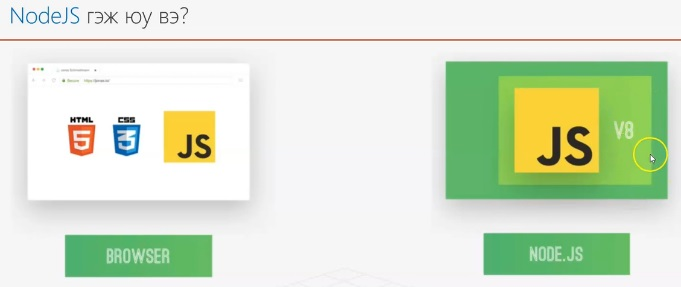 NodeJS гэж юу вэ?
HTML
5
CSS
3
JS
JS
V8
BROWSER
NODE.JS